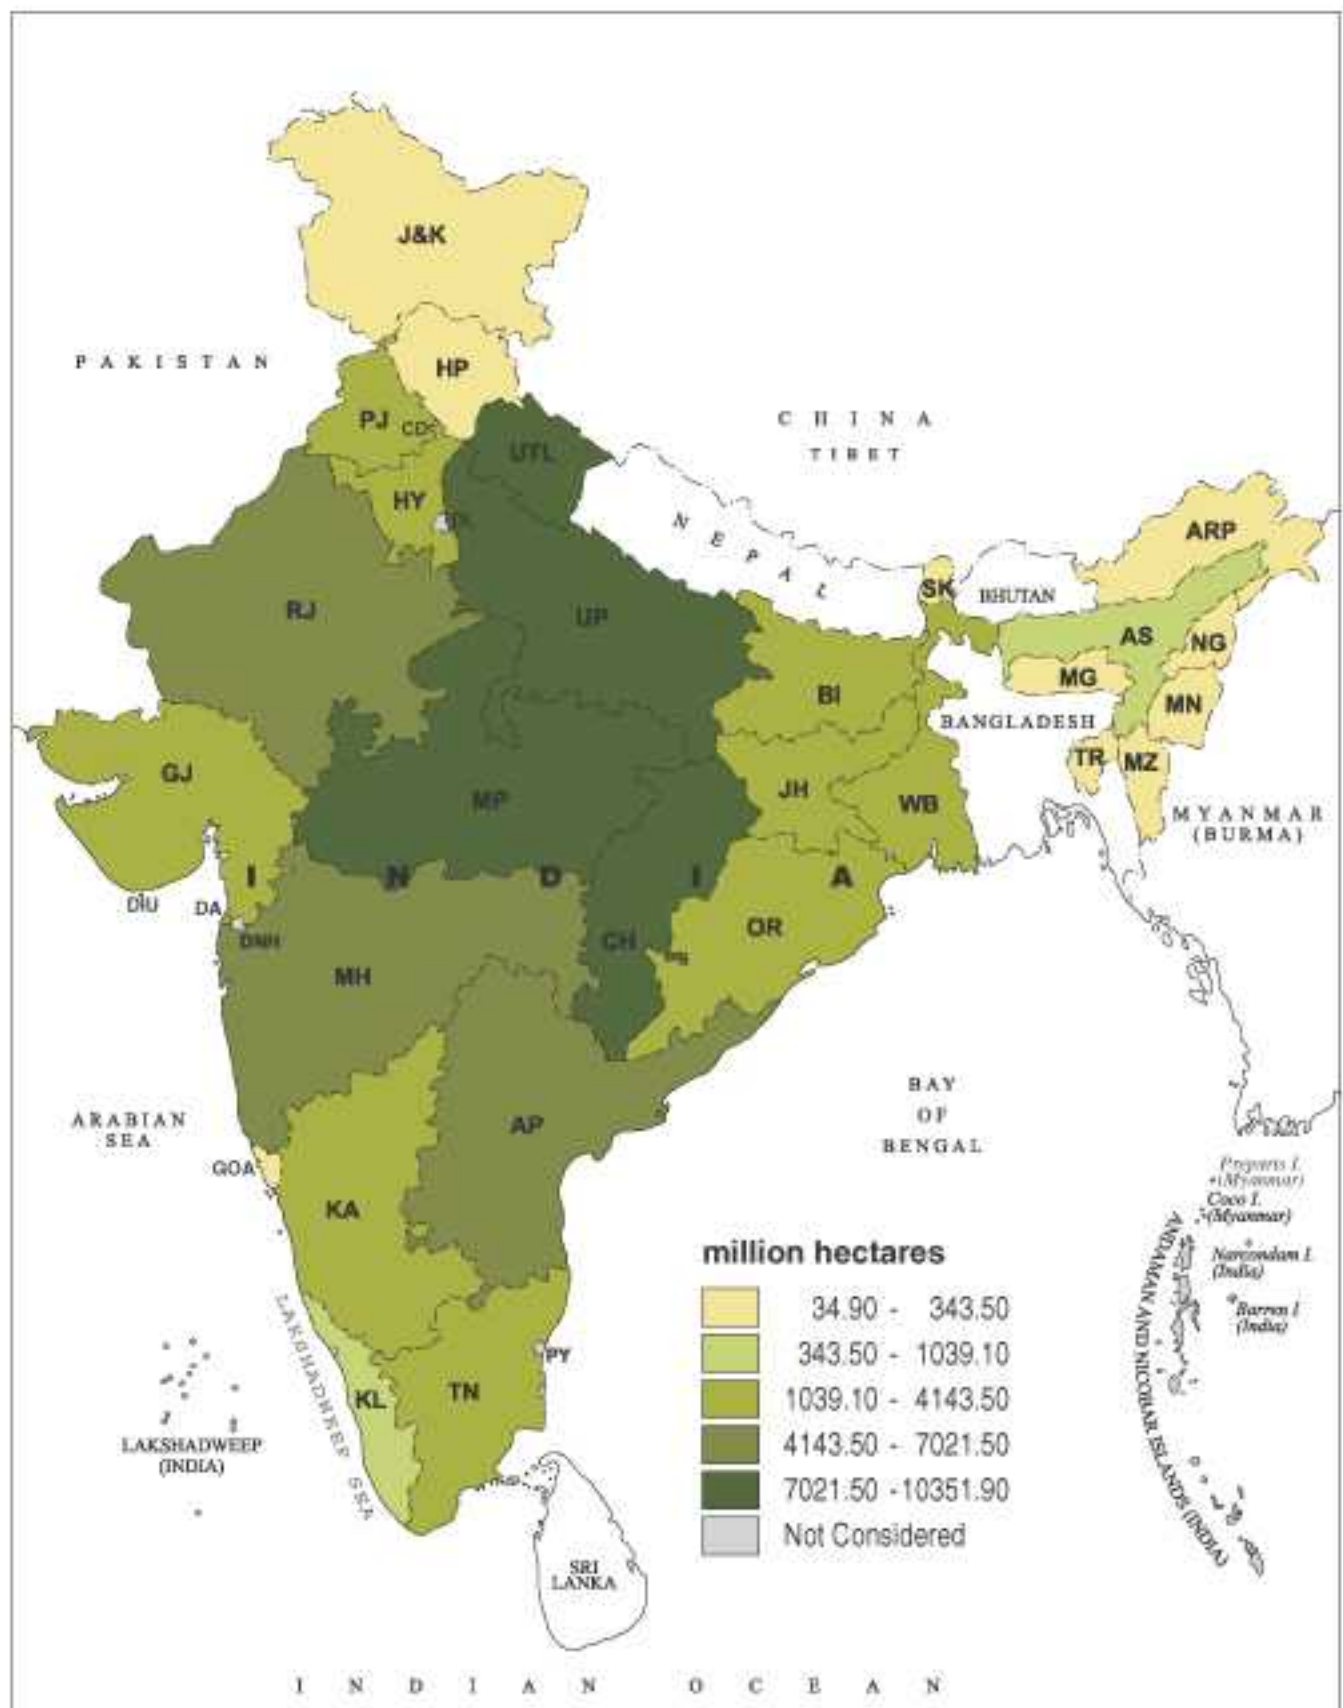 J&K
PAKISTAN
HP
PJ
CD
CHINA
TIBET
UTL
HY
NEPAL
ARP
SK
BHUTAN
RJ
UP
AS
NG
MG
BI
MN
BANGLADESH
TR
MZ
GJ
MP
JH
WB
MYANMAR
(BURMA)
INDIA
DIU
DA
DNH
CH
OR
MH
BAY
OF
BENGAL
ARABIAN
SEA
AP
GOA
KA
Preparis I.
(Myanmar)
Coco I.
(Myanmar)
Narcondam I.
(India)
Barren I
(India)
ANDAMAN AND NICOBAR ISLANDS (INDIA)
million hectares
34.90 - 343.50
343.50 - 1039.10
1039.10 - 4143.50
4143.50 - 7021.50
7021.50 -10351.90
Not Considered
LAKSHADWEEP SEA
PY
KL
TN
LAKSHADWEEP
(INDIA)
SRI
LANKA
INDIAN OCEAN